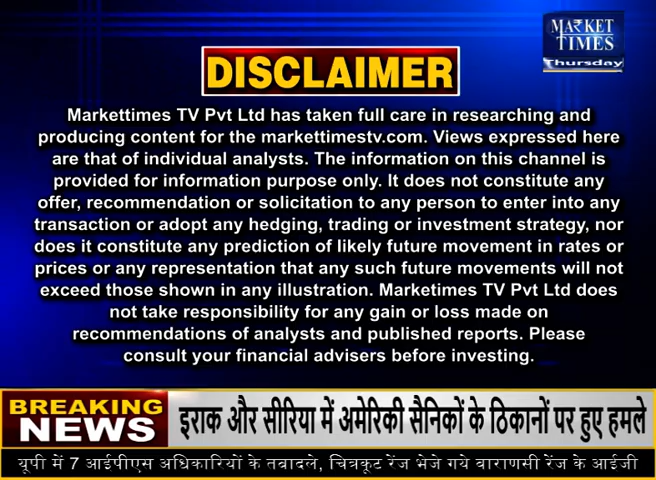 MARKET
TIMES
Thursday
DISCLAIMER
Markettimes TV Pvt Ltd has taken full care in researching and
producing content for the markettimestv.com. Views expressed here
are that of individual analysts. The information on this channel is
provided for information purpose only. It does not constitute any
offer, recommendation or solicitation to any person to enter into any
transaction or adopt any hedging, trading or investment strategy, nor
does it constitute any prediction of likely future movement in rates or
prices or any representation that any such future movements will not
exceed those shown in any illustration. Marketimes TV Pvt Ltd does
not take responsibility for any gain or loss made on
recommendations of analysts and published reports. Please
consult your financial advisers before investing.
BREAKING
NEWS
इराक और सीरिया में अमेरिकी सैनिकों के ठिकानों पर हुए हमले
यूपी में 7 आईपीएस अधिकारियों के तवादले, चित्रकूट रेंज भेजे गये वाराणसी रेंज के आईजी